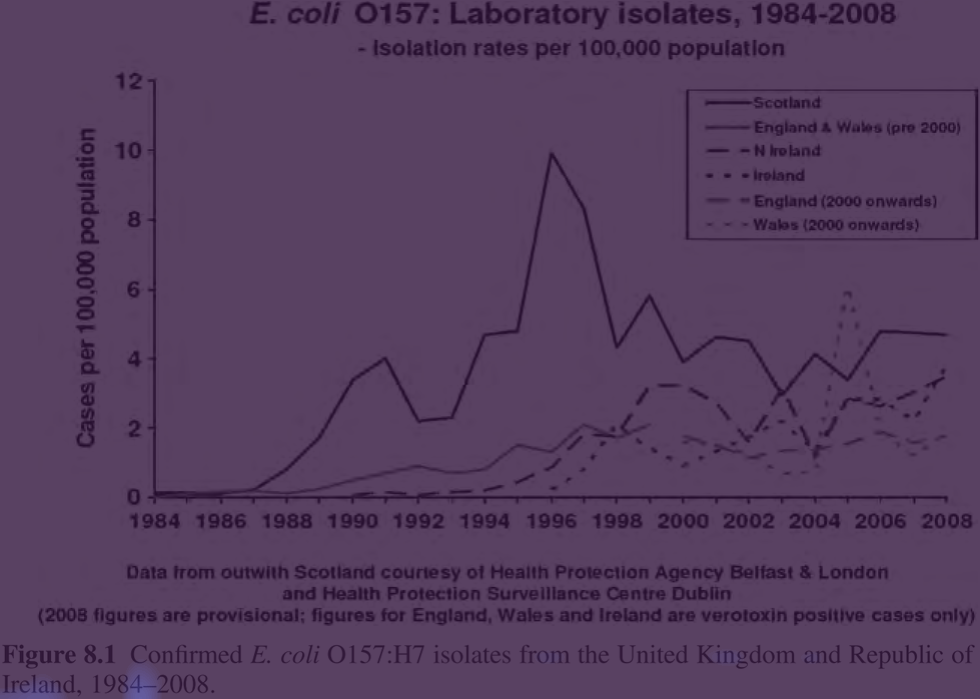 E. coli O157: Laboratory isolates, 1984-2008
- Isolation rates per 100,000 population
Cases per 100,000 population
12
10
8
6
4
2
0
Scotland
England & Wales (pre 2000)
N Ireland
Ireland
England (2000 onwards)
Wales (2000 onwards)
1984 1986 1988 1990 1992 1994 1996 1998 2000 2002 2004 2006 2008
Data from outwith Scotland courtesy of Health Protection Agency Belfast & London
and Health Protection Surveillance Centre Dublin
(2008 figures are provisional; figures for England, Wales and Ireland are verotoxin positive cases only)
Figure 8.1 Confirmed E. coli O157:H7 isolates from the United Kingdom and Republic of
Ireland, 1984–2008.